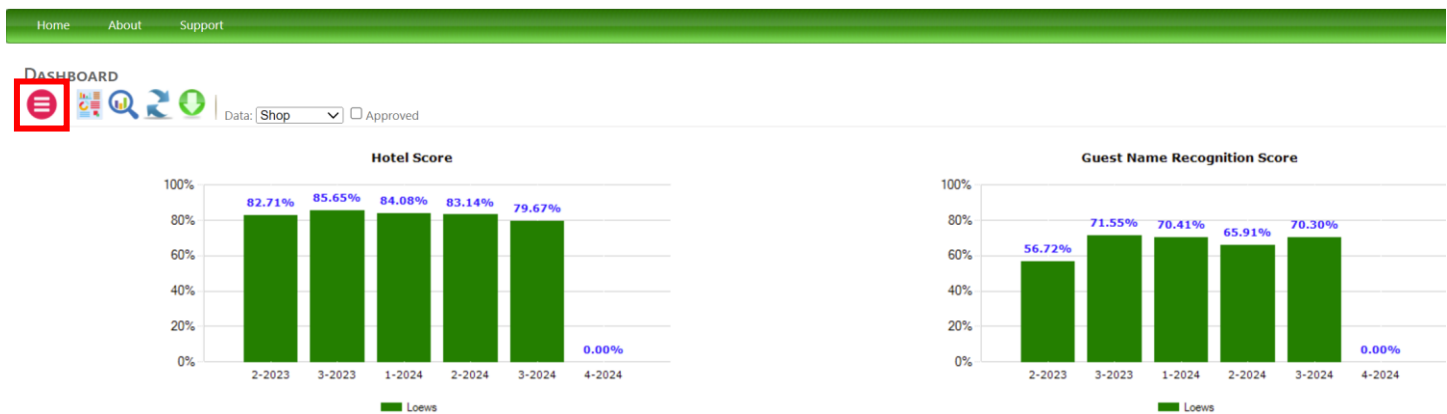 Home About Support
DASHBOARD
Data: Shop Approved
Hotel Score
100%
80%
60%
40%
20%
0%
82.71% 85.65% 84.08% 83.14% 79.67% 0.00%
2-2023 3-2023 1-2024 2-2024 3-2024 4-2024
Loews
Guest Name Recognition Score
100%
80%
60%
40%
20%
0%
56.72% 71.55% 70.41% 65.91% 70.30% 0.00%
2-2023 3-2023 1-2024 2-2024 3-2024 4-2024
Loews